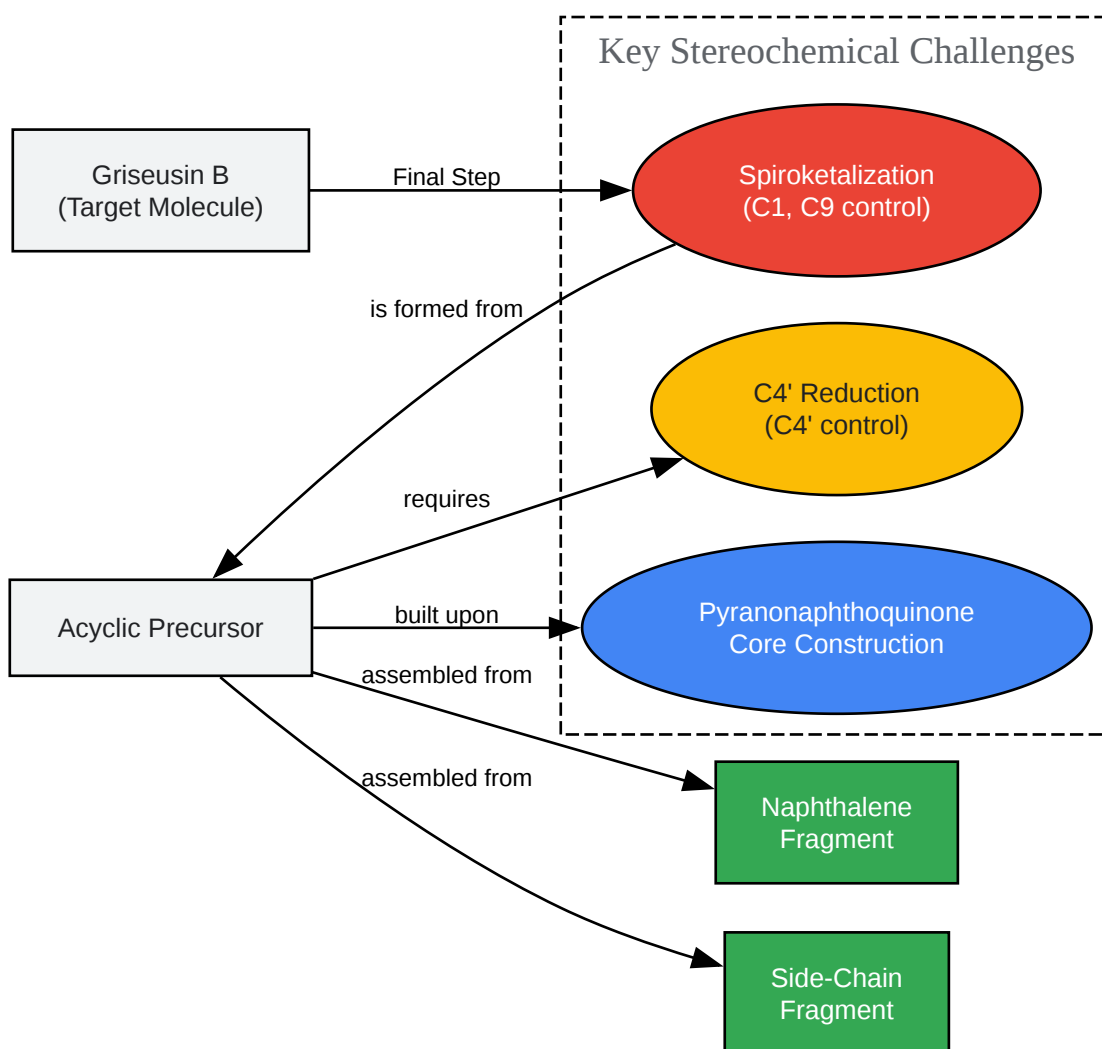 Key Stereochemical Challenges
Griseusin B
(Target Molecule)
Final Step
Spiroketalization
(C1, C9 control)
is formed from
C4' Reduction
(C4' control)
requires
Acyclic Precursor
built upon
Pyranonaphthoquinone
Core Construction
assembled from
assembled from
Naphthalene
Fragment
Side-Chain
Fragment